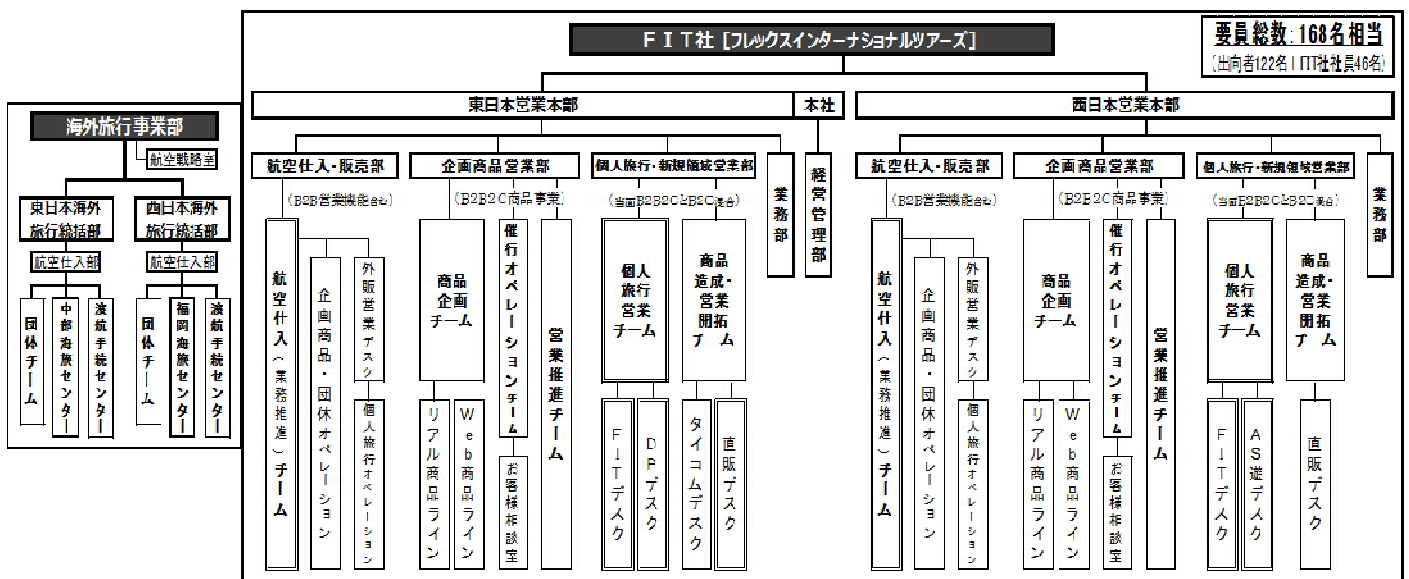 ＦＩＴ社 [フレックスインターナショナルツアーズ]
要員総数:168名相当
(出向者122名 FIT社社員46名)
海外旅行事業部
航空戦略室
東日本海外旅行統括部
西日本海外旅行統括部
航空仕入部
航空仕入部
団体チーム
中部海旅センター
渡航手続センター
団体チーム
福岡海旅センター
渡航手続センター
東日本営業本部
本社
西日本営業本部
航空仕入・販売部
(B2B営業機能含む)
企画商品営業部
(B2B2C商品事業)
個人旅行・新規領域営業部
(当面B2B2CとB2C混合)
業務部
経営管理部
航空仕入(業務推進)チーム
企画商品・団体オペレーション
外販営業デスク
個人旅行オペレーション
商品企画チーム
リアル商品ライン
Web商品ライン
催行オペレーションチーム
お客様相談室
営業推進チーム
個人旅行営業チーム
FITデスク
DPデスク
商品造成・営業開拓チーム
タイコムデスク
直販デスク
航空仕入・販売部
(B2B営業機能含む)
企画商品営業部
(B2B2C商品事業)
個人旅行・新規領域営業部
(当面B2B2CとB2C混合)
業務部
航空仕入(業務推進)チーム
企画商品・団体オペレーション
外販営業デスク
個人旅行オペレーション
商品企画チーム
リアル商品ライン
Web商品ライン
催行オペレーションチーム
お客様相談室
営業推進チーム
個人旅行営業チーム
FITデスク
AS遊デスク
商品造成・営業開拓チーム
直販デスク